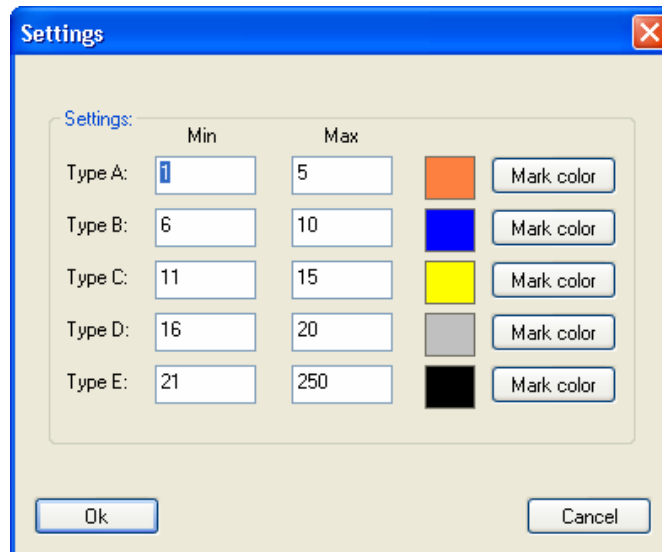 Settings
Settings:
Min Max
Type A: 1 5 Mark color
Type B: 6 10 Mark color
Type C: 11 15 Mark color
Type D: 16 20 Mark color
Type E: 21 250 Mark color
Ok Cancel